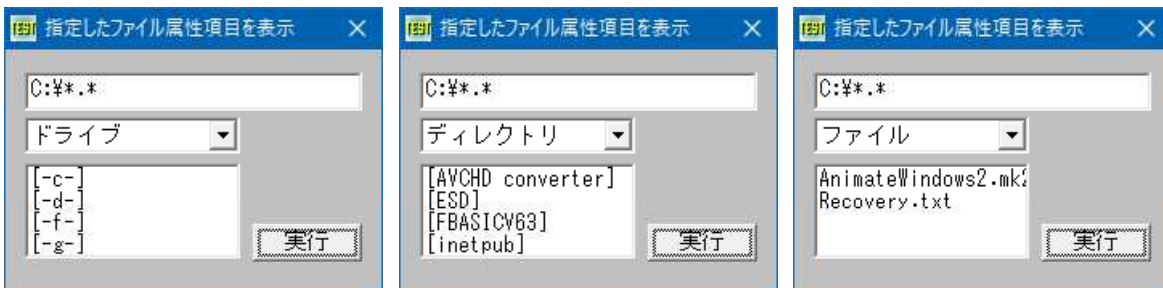 TEST 指定したファイル属性項目を表示
C:¥*.*
ドライブ
[-c-]
[-d-]
[-f-]
[-g-]
実行
TEST 指定したファイル属性項目を表示
C:¥*.*
ディレクトリ
[AVCHD converter]
[ESD]
[FBASICV63]
[inetpub]
実行
TEST 指定したファイル属性項目を表示
C:¥*.*
ファイル
AnimateWindows2.mk2
Recovery.txt
実行